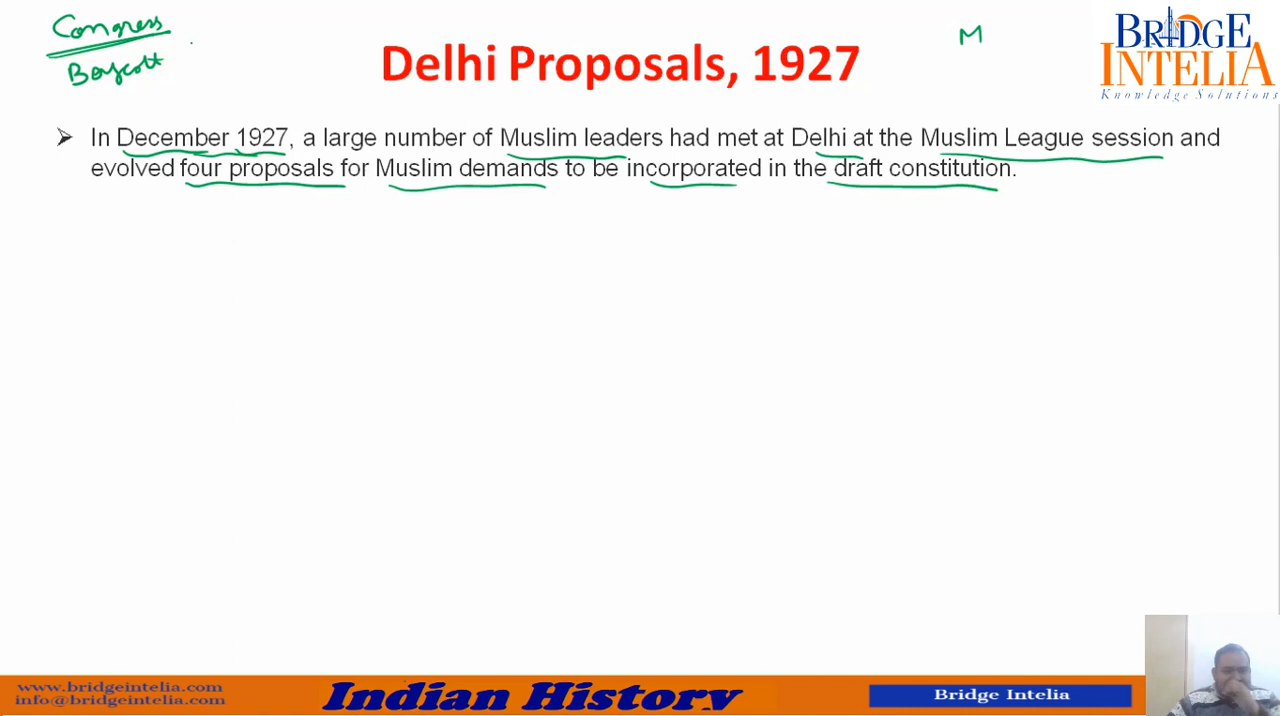 Congress
Boycott
M
BRIDGE
INTELIA
Knowledge Solutions
Delhi Proposals, 1927
➢ In December 1927, a large number of Muslim leaders had met at Delhi at the Muslim League session and
evolved four proposals for Muslim demands to be incorporated in the draft constitution.
www.bridgeintelia.com
info@bridgeintelia.com
Indian History
Bridge Intelia